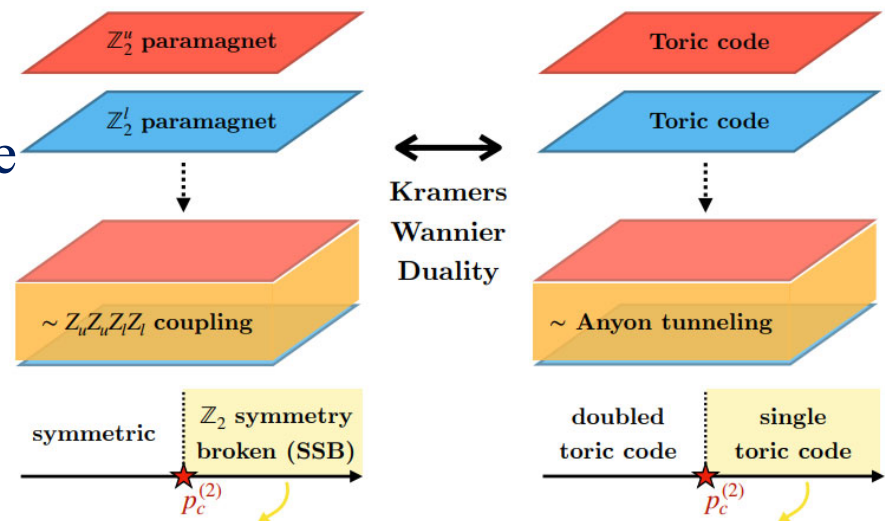 ℤ₂ᵘ paramagnet
ℤ₂ˡ paramagnet
e
~ ZᵤZᵤZₗZₗ coupling
symmetric
ℤ₂ symmetry
broken (SSB)
p_c^{(2)}
Kramers
Wannier
Duality
Toric code
Toric code
~ Anyon tunneling
doubled
toric code
single
toric code
p_c^{(2)}